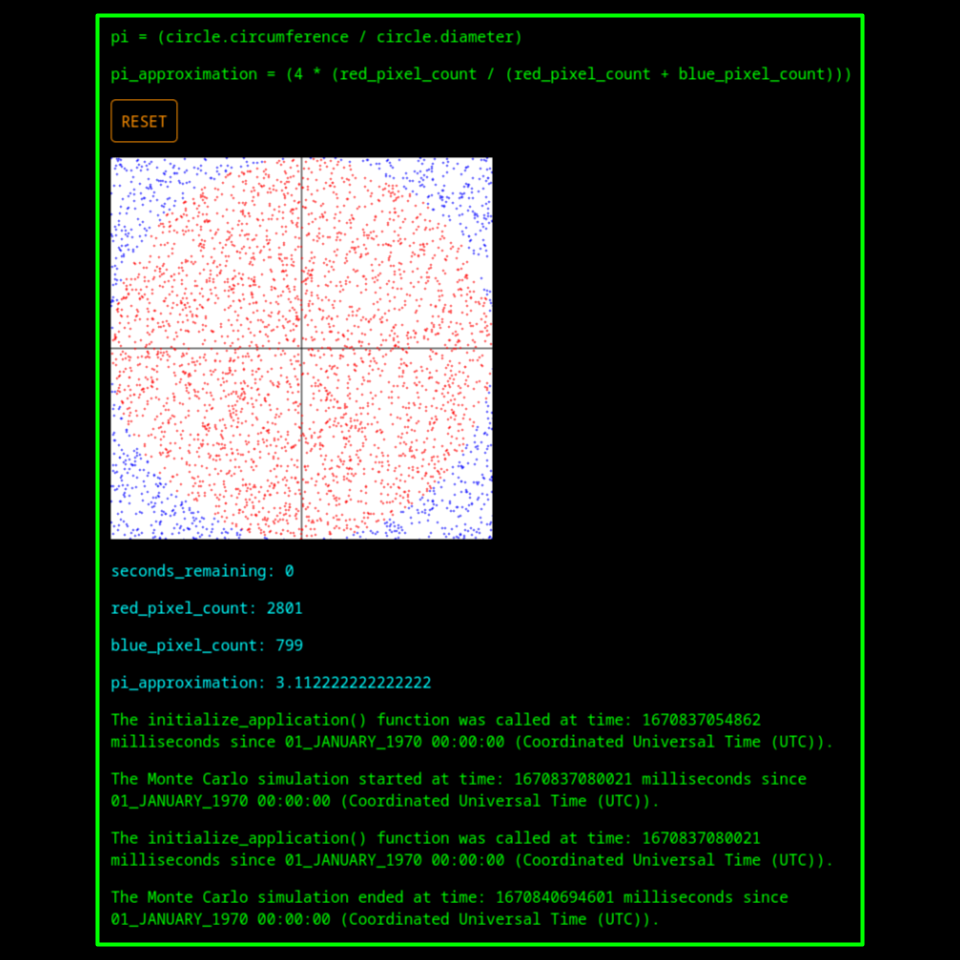 pi = (circle.circumference / circle.diameter)
pi_approximation = (4 * (red_pixel_count / (red_pixel_count + blue_pixel_count)))
RESET
seconds_remaining: 0
red_pixel_count: 2801
blue_pixel_count: 799
pi_approximation: 3.112222222222222
The initialize_application() function was called at time: 1670837054862
milliseconds since 01_JANUARY_1970 00:00:00 (Coordinated Universal Time (UTC)).
The Monte Carlo simulation started at time: 1670837080021 milliseconds since
01_JANUARY_1970 00:00:00 (Coordinated Universal Time (UTC)).
The initialize_application() function was called at time: 1670837080021
milliseconds since 01_JANUARY_1970 00:00:00 (Coordinated Universal Time (UTC)).
The Monte Carlo simulation ended at time: 1670840694601 milliseconds since
01_JANUARY_1970 00:00:00 (Coordinated Universal Time (UTC)).